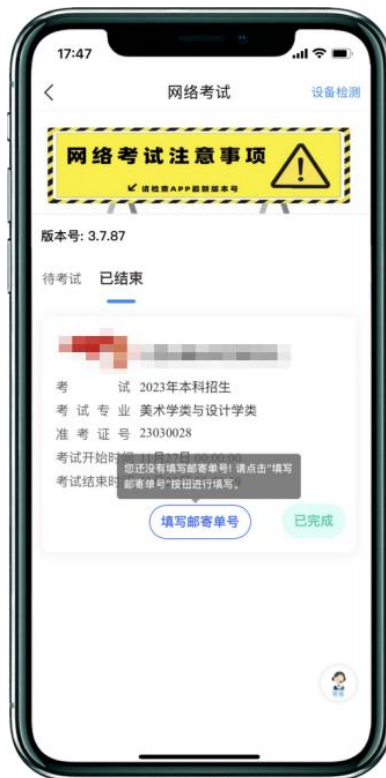 17:47
网络考试
设备检测
网络考试注意事项
请检查APP最新版本号
版本号: 3.7.87
待考试 已结束
考 试 2023年本科招生
考试专业 美术学类与设计学类
准考证号 23030028
考试开始时间 11月27日 00:00:00
您还没有填写邮寄单号! 请点击"填写
邮寄单号"按钮进行填写。
考试结束时
填写邮寄单号
已完成